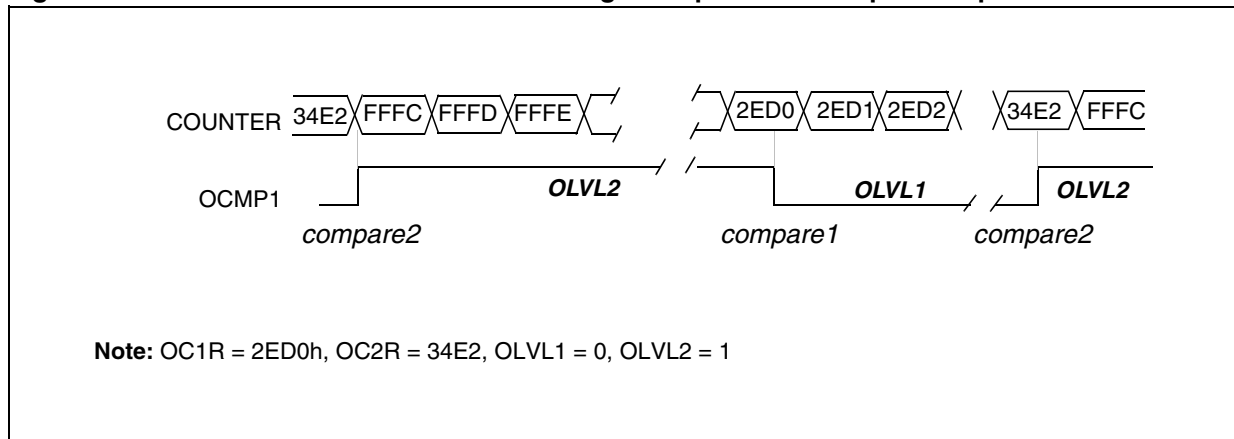 COUNTER 34E2 FFFC FFFD FFFE 2ED0 2ED1 2ED2 34E2 FFFC
OCMP1 OLVL2 OLVL1 OLVL2
compare2 compare1 compare2
Note: OC1R = 2ED0h, OC2R = 34E2, OLVL1 = 0, OLVL2 = 1